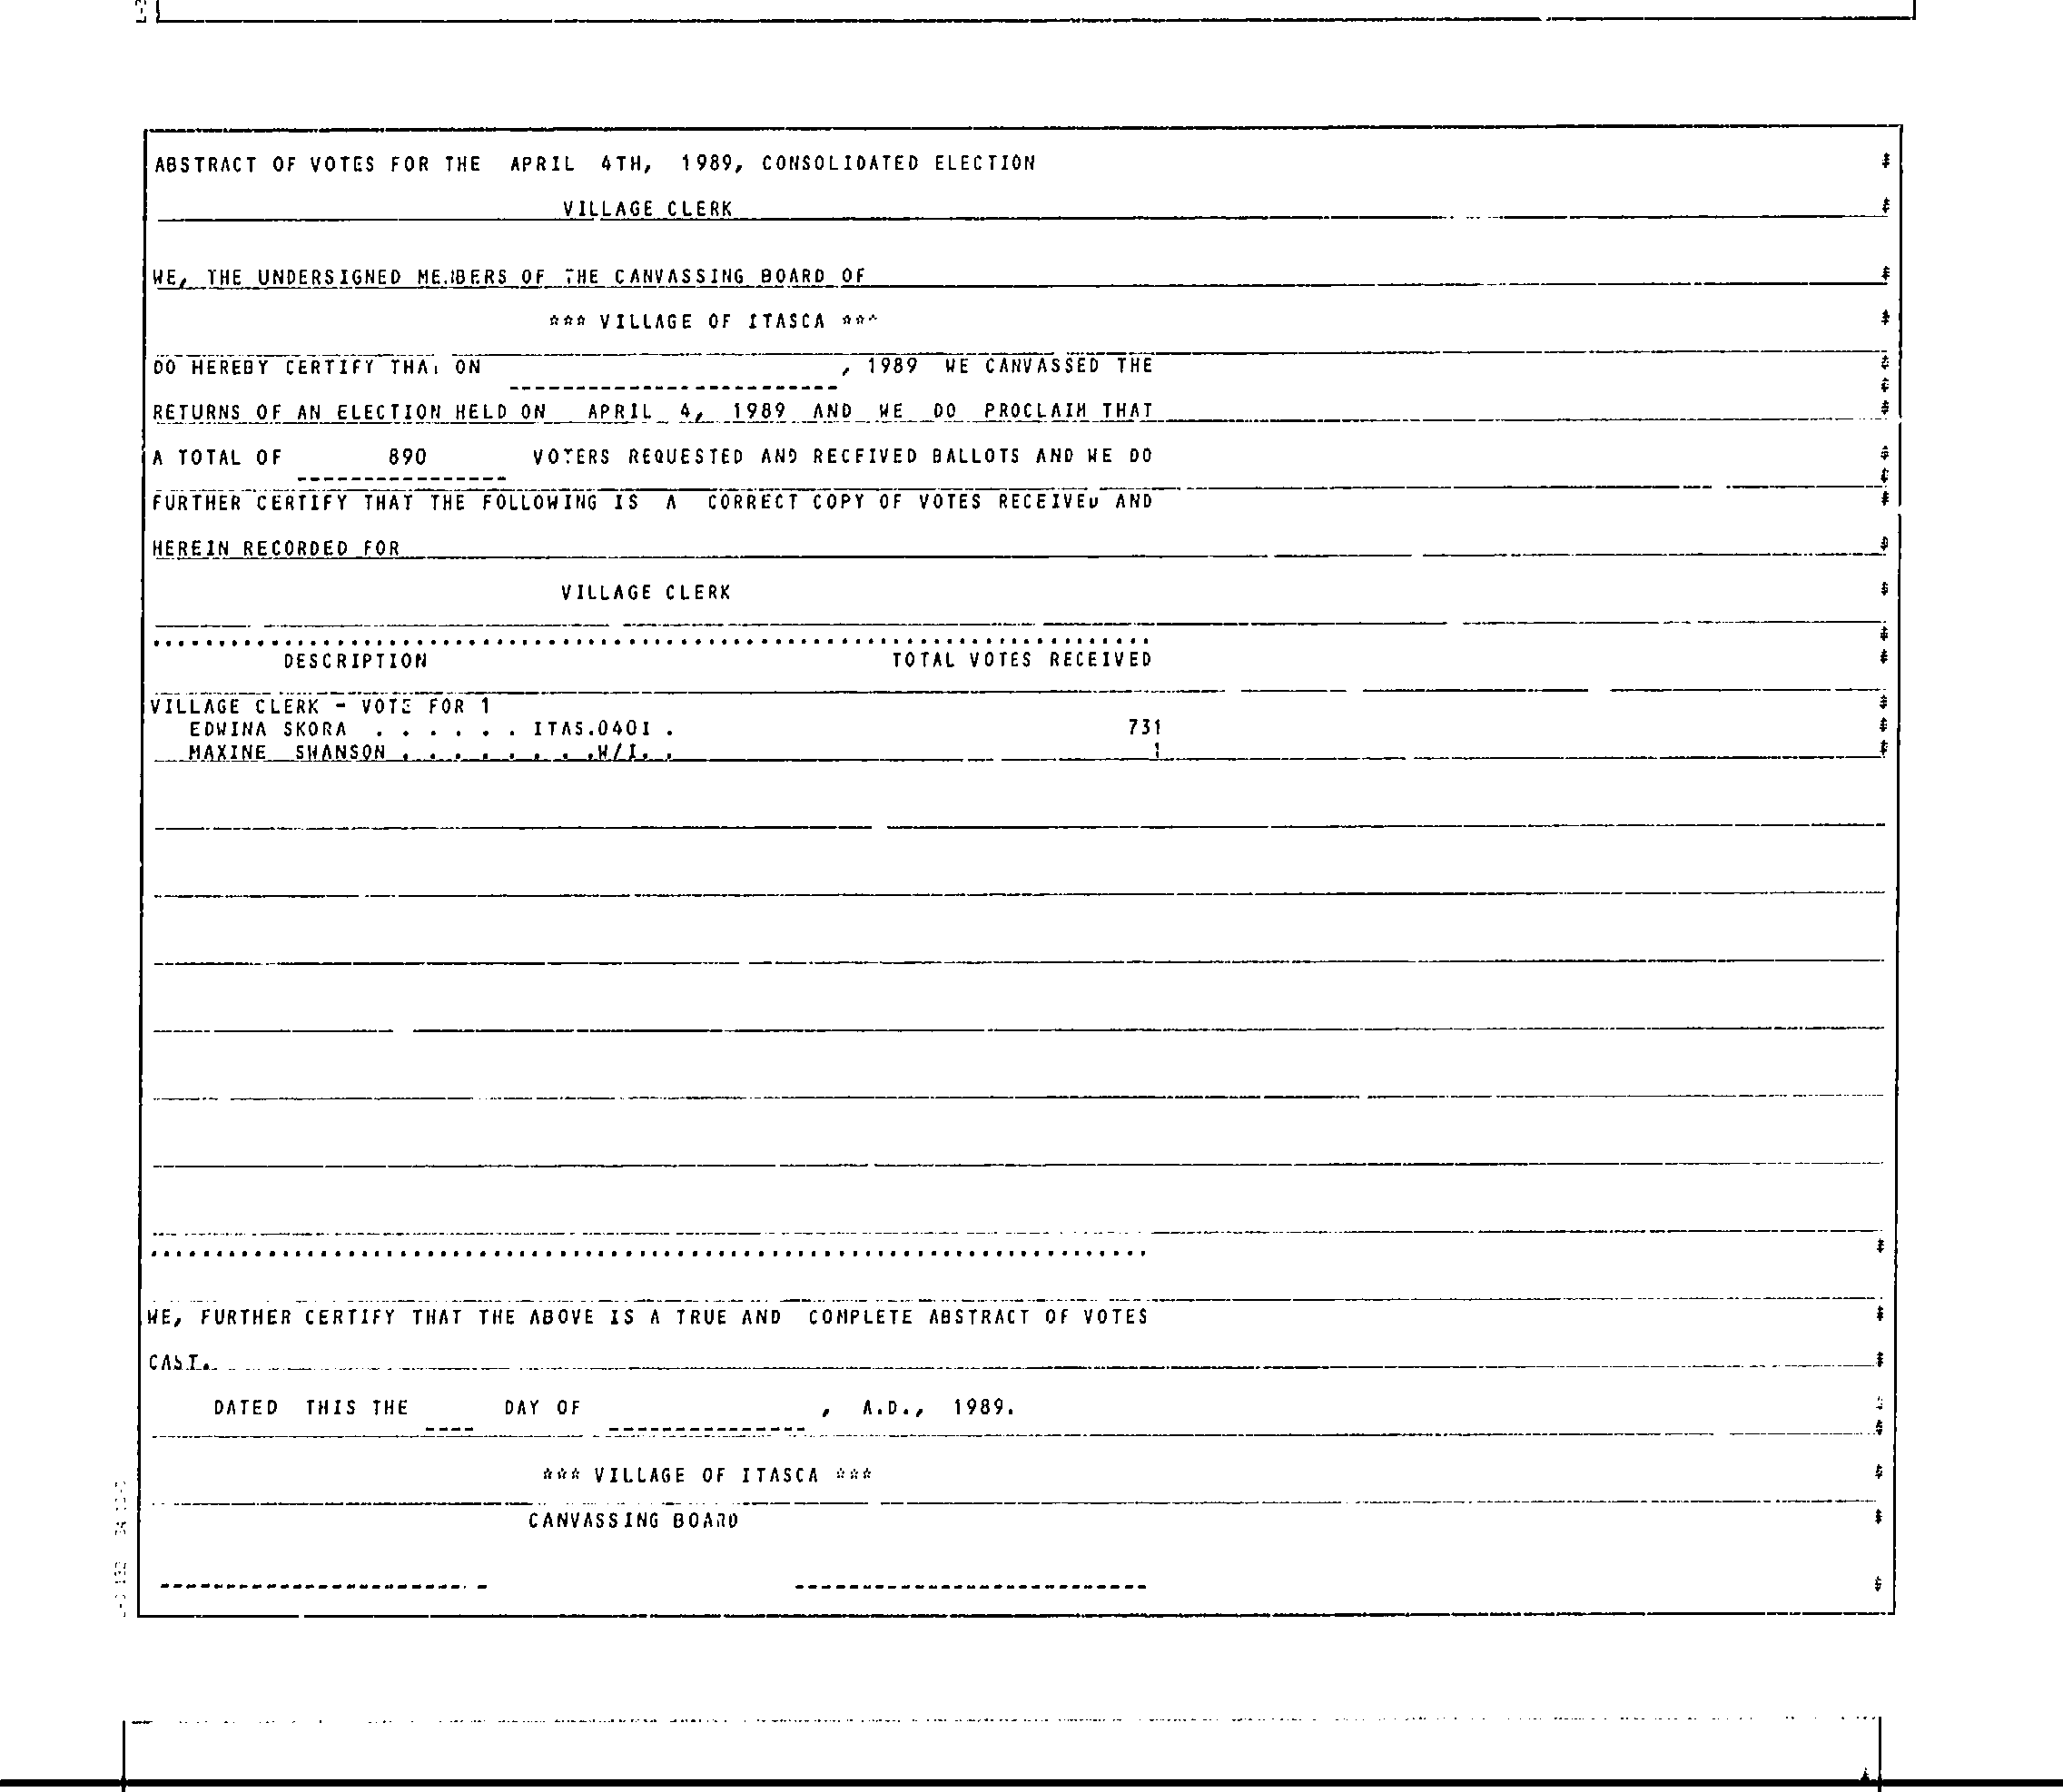 ABSTRACT OF VOTES FOR THE APRIL 4TH, 1989, CONSOLIDATED ELECTION
VILLAGE CLERK
WE, THE UNDERSIGNED MEMBERS OF THE CANVASSING BOARD OF
*** VILLAGE OF ITASCA ***
DO HEREBY CERTIFY THAT ON , 1989 WE CANVASSED THE
RETURNS OF AN ELECTION HELD ON APRIL 4, 1989 AND WE DO PROCLAIM THAT
A TOTAL OF 890 VOTERS REQUESTED AND RECEIVED BALLOTS AND WE DO
FURTHER CERTIFY THAT THE FOLLOWING IS A CORRECT COPY OF VOTES RECEIVED AND
HEREIN RECORDED FOR
VILLAGE CLERK
DESCRIPTION TOTAL VOTES RECEIVED
VILLAGE CLERK - VOTE FOR 1
EDWINA SKORA . . . . . . ITAS.0401 . 731
MAXINE SWANSON . . . . . . . .W/I. . 1
WE, FURTHER CERTIFY THAT THE ABOVE IS A TRUE AND COMPLETE ABSTRACT OF VOTES
CAST.
DATED THIS THE ____ DAY OF , A.D., 1989.
*** VILLAGE OF ITASCA ***
CANVASSING BOARD